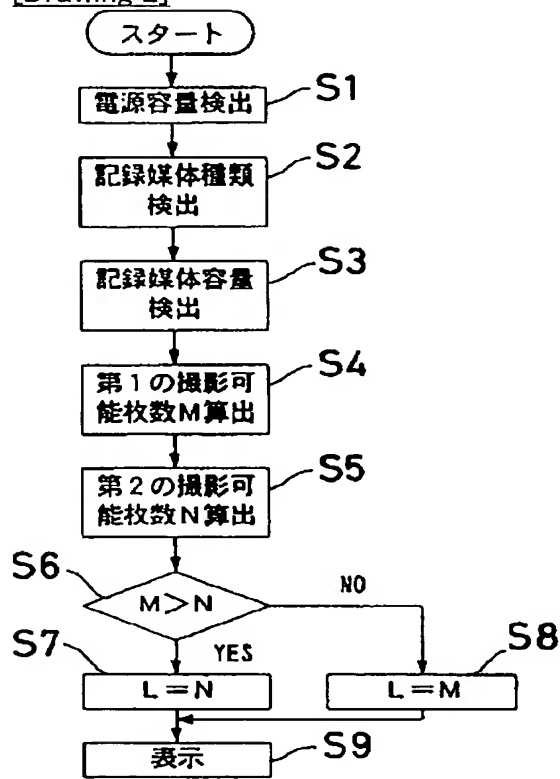 [Drawing 2]
スタート
電源容量検出
S1
記録媒体種類
検出
S2
記録媒体容量
検出
S3
第1の撮影可
能枚数M算出
S4
第2の撮影可
能枚数N算出
S5
S6
M>N
NO
YES
S7
L=N
S8
L=M
表示
S9